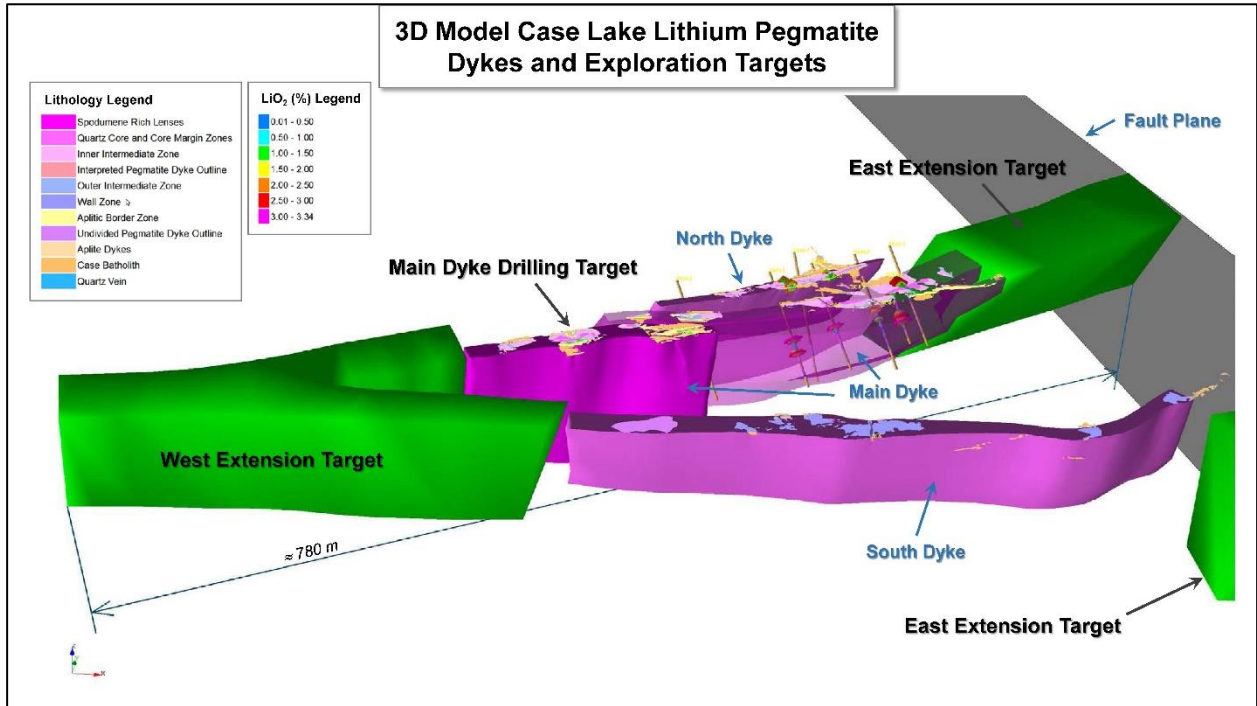 3D Model Case Lake Lithium Pegmatite
Dykes and Exploration Targets
Lithology Legend
Spodumene Rich Lenses
Quartz Core and Core Margin Zones
Inner Intermediate Zone
Interpreted Pegmatite Dyke Outline
Outer Intermediate Zone
Wall Zone
Aplitic Border Zone
Undivided Pegmatite Dyke Outline
Aplite Dykes
Case Batholith
Quartz Vein
LiO₂ (%) Legend
0.01 - 0.50
0.50 - 1.00
1.00 - 1.50
1.50 - 2.00
2.00 - 2.50
2.50 - 3.00
3.00 - 3.34
Fault Plane
East Extension Target
North Dyke
Main Dyke Drilling Target
Main Dyke
West Extension Target
South Dyke
≈ 780 m
East Extension Target